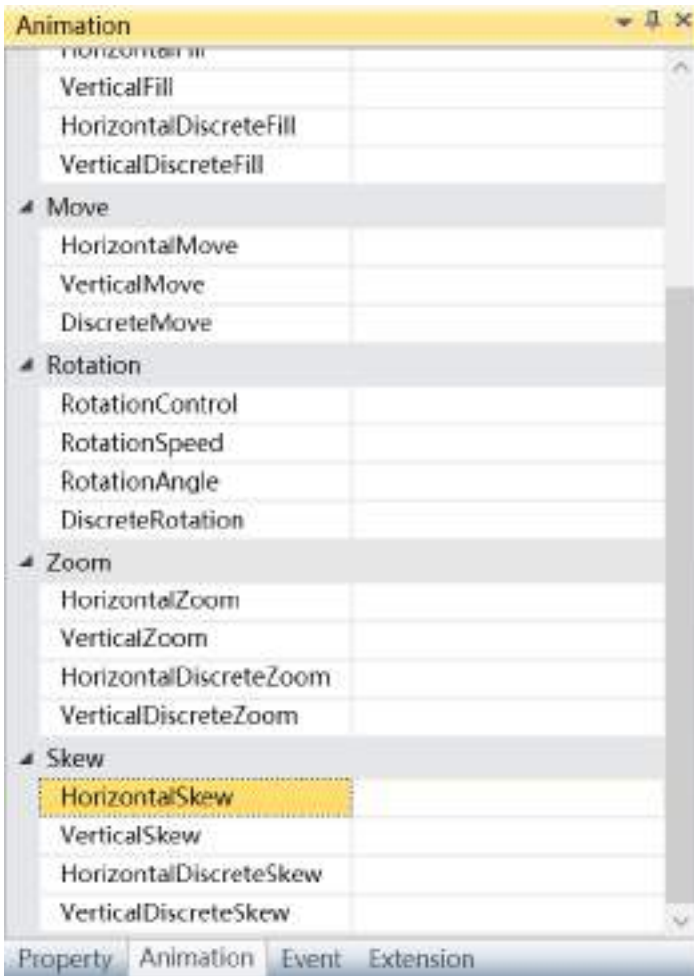 Animation
HorizontalFill
VerticalFill
HorizontalDiscreteFill
VerticalDiscreteFill
Move
HorizontalMove
VerticalMove
DiscreteMove
Rotation
RotationControl
RotationSpeed
RotationAngle
DiscreteRotation
Zoom
HorizontalZoom
VerticalZoom
HorizontalDiscreteZoom
VerticalDiscreteZoom
Skew
HorizontalSkew
VerticalSkew
HorizontalDiscreteSkew
VerticalDiscreteSkew
Property Animation Event Extension